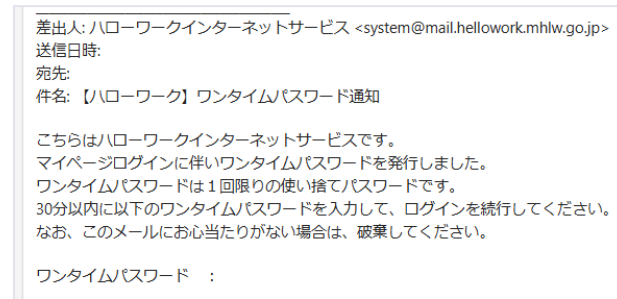 差出人: ハローワークインターネットサービス <system@mail.hellowork.mhlw.go.jp>
送信日時:
宛先:
件名: 【ハローワーク】ワンタイムパスワード通知
こちらはハローワークインターネットサービスです。
マイページログインに伴いワンタイムパスワードを発行しました。
ワンタイムパスワードは１回限りの使い捨てパスワードです。
30分以内に以下のワンタイムパスワードを入力して、ログインを続行してください。
なお、このメールにお心当たりがない場合は、破棄してください。
ワンタイムパスワード　：